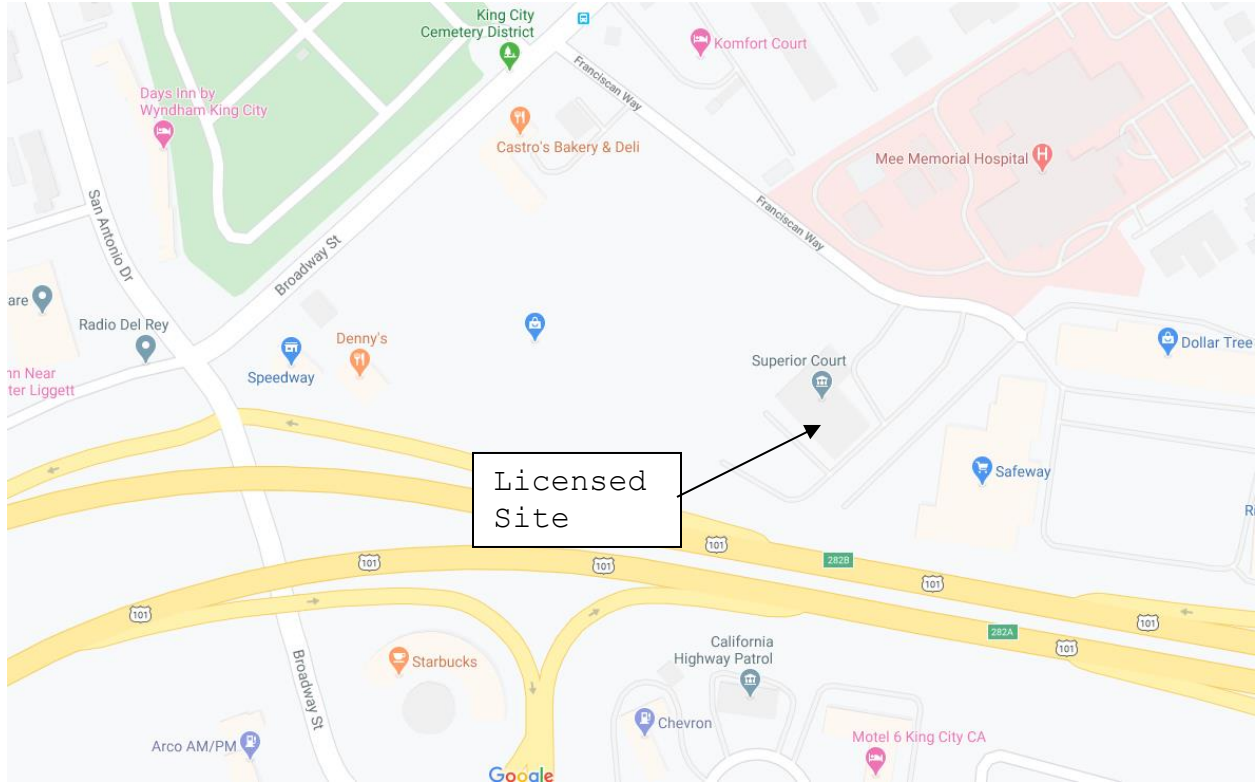 King City
Cemetery District
Komfort Court
Franciscan Way
Days Inn by
Wyndham King City
Castro's Bakery & Deli
Mee Memorial Hospital
San Antonio Dr
Franciscan Way
Broadway St
are
Radio Del Rey
Denny's
Dollar Tree
Superior Court
nn Near
ter Liggett
Speedway
Licensed
Site
Safeway
R
101
282B
101
101
101
101
101
282A
101
California
Highway Patrol
Starbucks
Broadway St
Chevron
Arco AM/PM
Motel 6 King City CA
Google